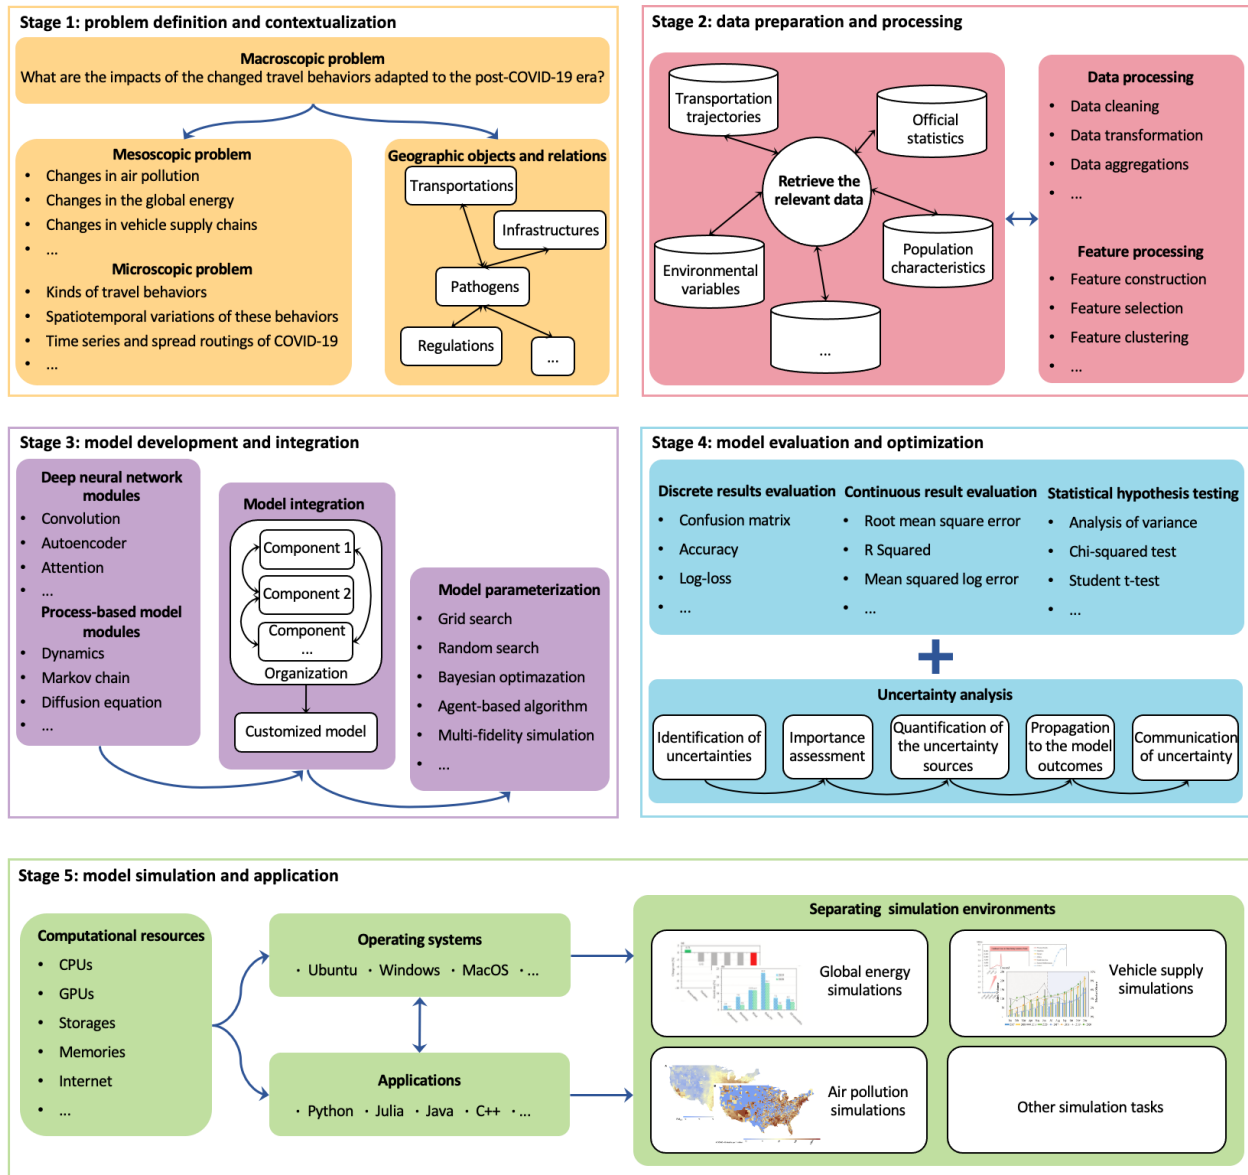 Stage 1: problem definition and contextualization
Macroscopic problem
What are the impacts of the changed travel behaviors adapted to the post-COVID-19 era?
Mesoscopic problem
• Changes in air pollution
• Changes in the global energy
• Changes in vehicle supply chains
• ...
Microscopic problem
• Kinds of travel behaviors
• Spatiotemporal variations of these behaviors
• Time series and spread routings of COVID-19
• ...
Geographic objects and relations
Transportations
Infrastructures
Pathogens
Regulations
...
Stage 2: data preparation and processing
Transportation
trajectories
Official
statistics
Retrieve the
relevant data
Environmental
variables
Population
characteristics
...
Data processing
• Data cleaning
• Data transformation
• Data aggregations
• ...
Feature processing
• Feature construction
• Feature selection
• Feature clustering
• ...
Stage 3: model development and integration
Deep neural network
modules
• Convolution
• Autoencoder
• Attention
• ...
Process-based model
modules
• Dynamics
• Markov chain
• Diffusion equation
• ...
Model integration
Component 1
Component 2
Component
...
Organization
Customized model
Model parameterization
• Grid search
• Random search
• Bayesian optimazation
• Agent-based algorithm
• Multi-fidelity simulation
• ...
Stage 4: model evaluation and optimization
Discrete results evaluation
• Confusion matrix
• Accuracy
• Log-loss
• ...
Continuous result evaluation
• Root mean square error
• R Squared
• Mean squared log error
• ...
Statistical hypothesis testing
• Analysis of variance
• Chi-squared test
• Student t-test
• ...
Uncertainty analysis
Identification of
uncertainties
Importance
assessment
Quantification of
the uncertainty
sources
Propagation
to the model
outcomes
Communication
of uncertainty
Stage 5: model simulation and application
Computational resources
• CPUs
• GPUs
• Storages
• Memories
• Internet
• ...
Operating systems
· Ubuntu · Windows · MacOS · ...
Applications
· Python · Julia · Java · C++ · ...
Separating simulation environments
Global energy
simulations
Vehicle supply
simulations
Air pollution
simulations
Other simulation tasks